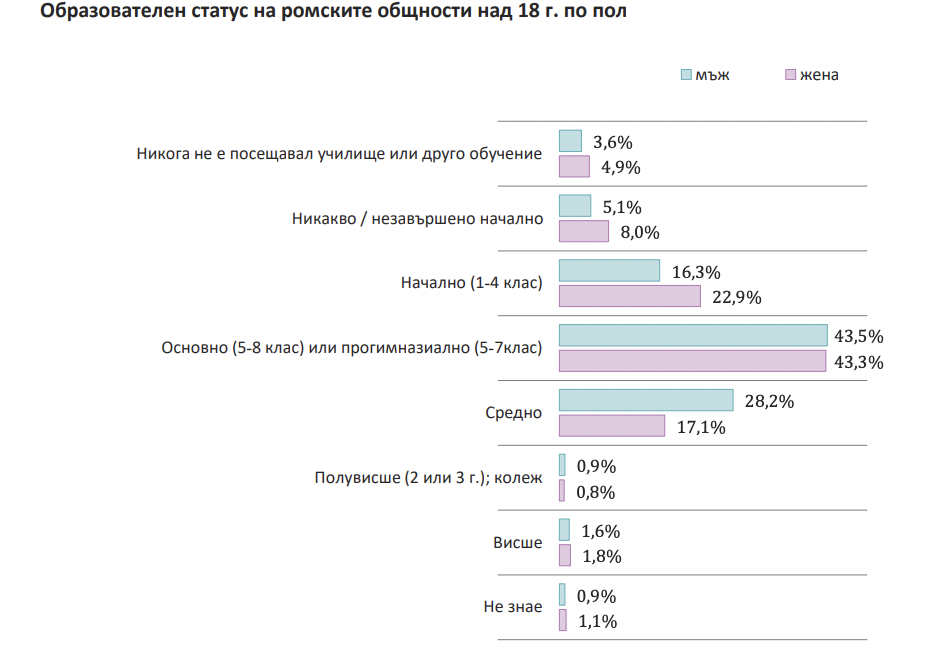 Образователен статус на ромските общности над 18 г. по пол
мъж жена
Никога не е посещавал училище или друго обучение
3,6%
4,9%
Никакво / незавършено начално
5,1%
8,0%
Начално (1-4 клас)
16,3%
22,9%
Основно (5-8 клас) или прогимназиално (5-7клас)
43,5%
43,3%
Средно
28,2%
17,1%
Полувисше (2 или 3 г.); колеж
0,9%
0,8%
Висше
1,6%
1,8%
Не знае
0,9%
1,1%